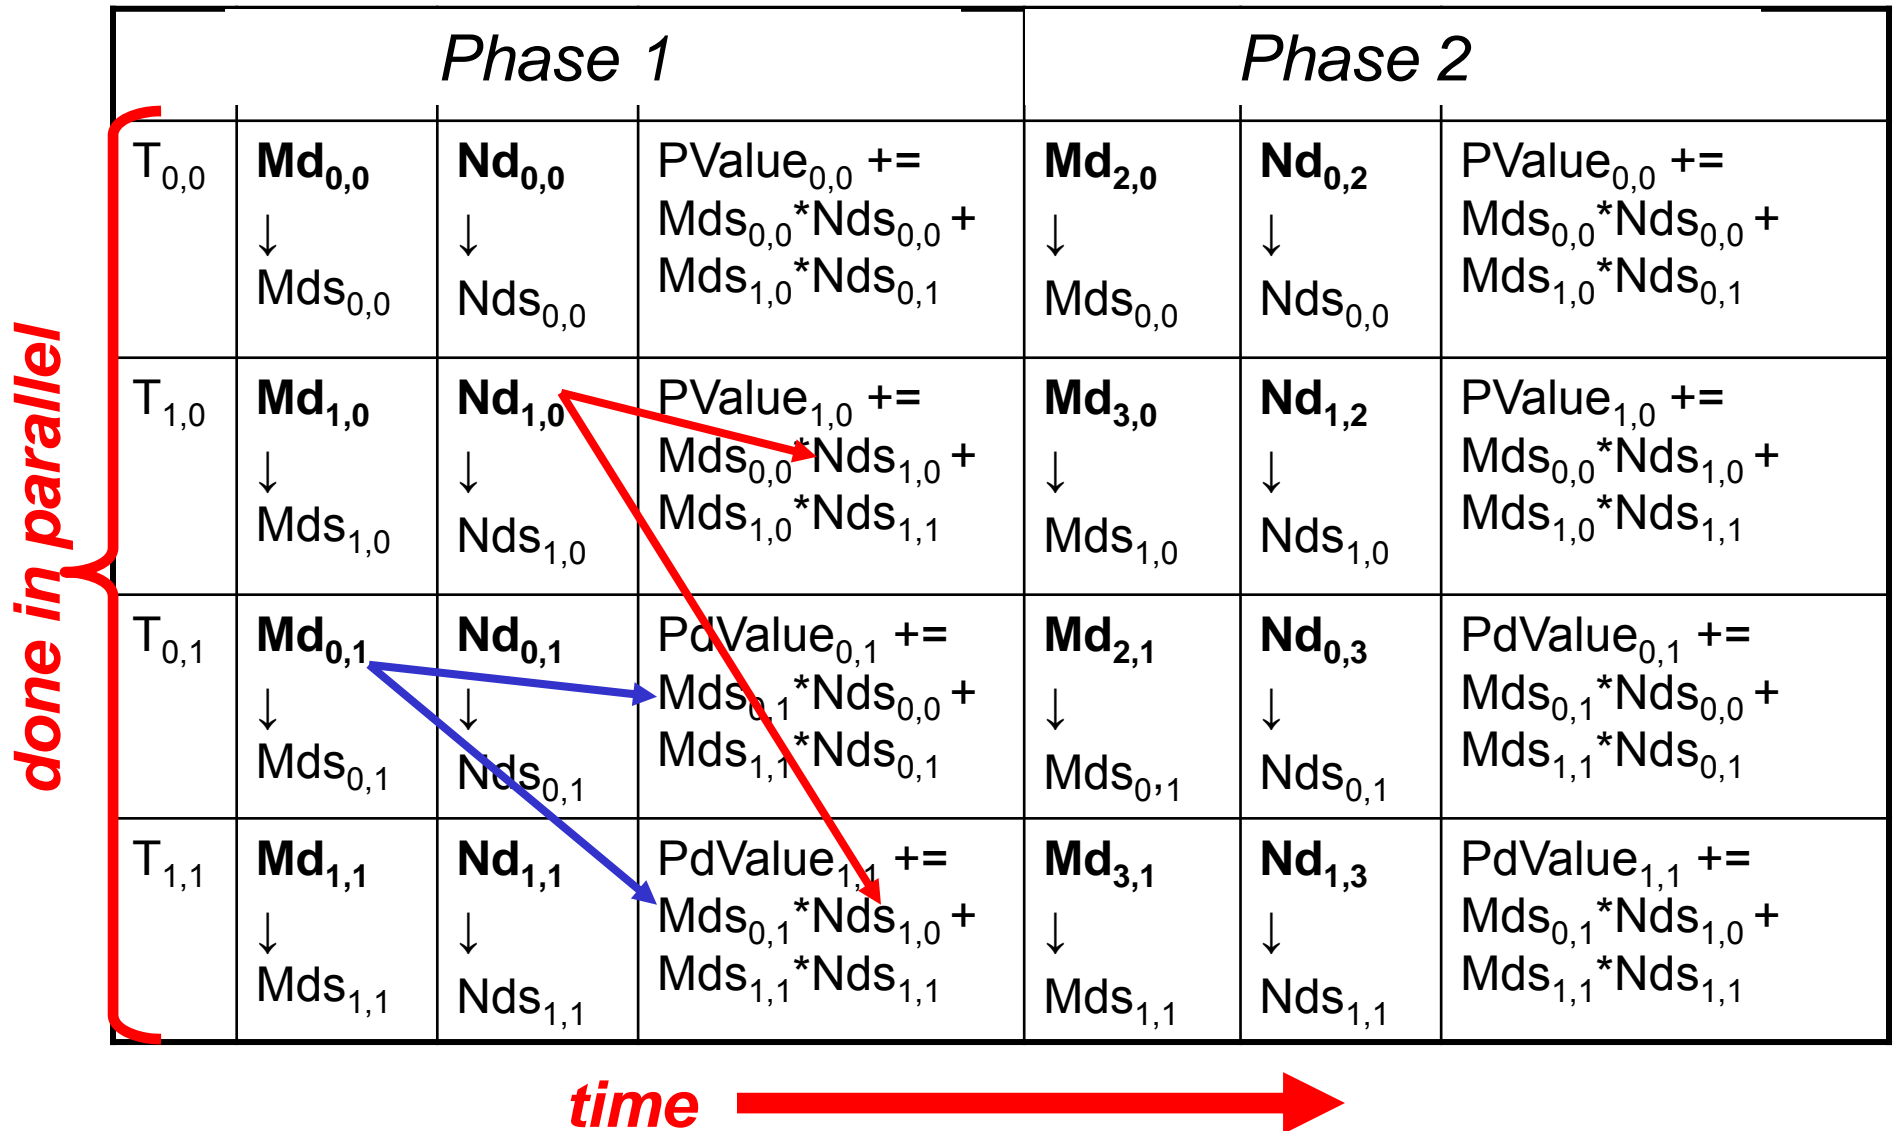 Phase 1 Phase 2
T0,0 Md0,0 Nd0,0 PValue0,0 += Md2,0 Nd0,2 PValue0,0 +=
↓ ↓ Mds0,0*Nds0,0 + ↓ ↓ Mds0,0*Nds0,0 +
Mds0,0 Nds0,0 Mds1,0*Nds0,1 Mds0,0 Nds0,0 Mds1,0*Nds0,1
T1,0 Md1,0 Nd1,0 PValue1,0 += Md3,0 Nd1,2 PValue1,0 +=
↓ ↓ Mds0,0*Nds1,0 + ↓ ↓ Mds0,0*Nds1,0 +
Mds1,0 Nds1,0 Mds1,0*Nds1,1 Mds1,0 Nds1,0 Mds1,0*Nds1,1
T0,1 Md0,1 Nd0,1 PdValue0,1 += Md2,1 Nd0,3 PdValue0,1 +=
↓ ↓ Mds0,1*Nds0,0 + ↓ ↓ Mds0,1*Nds0,0 +
Mds0,1 Nds0,1 Mds1,1*Nds0,1 Mds0,1 Nds0,1 Mds1,1*Nds0,1
T1,1 Md1,1 Nd1,1 PdValue1,1 += Md3,1 Nd1,3 PdValue1,1 +=
↓ ↓ Mds0,1*Nds1,0 + ↓ ↓ Mds0,1*Nds1,0 +
Mds1,1 Nds1,1 Mds1,1*Nds1,1 Mds1,1 Nds1,1 Mds1,1*Nds1,1
done in parallel
time